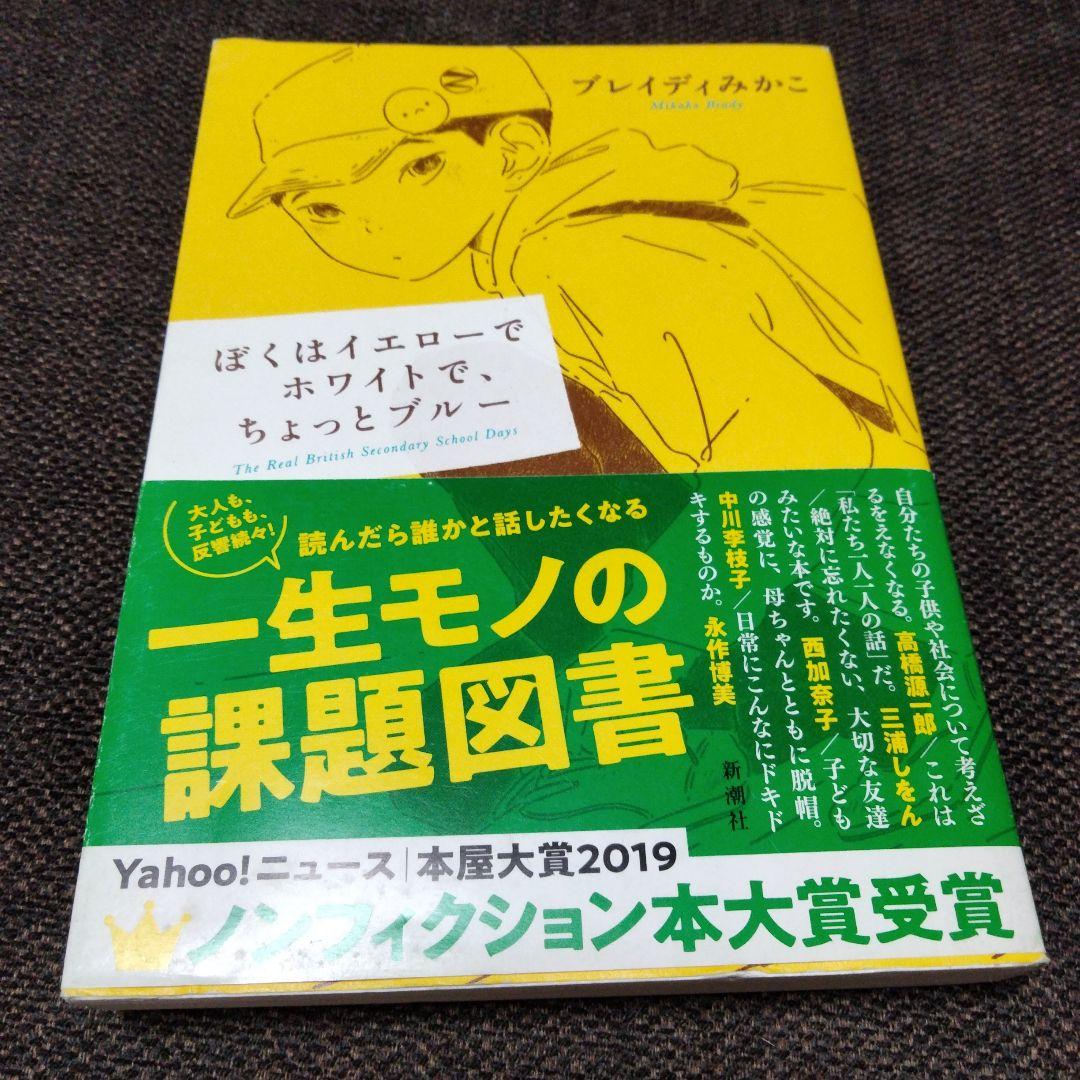 ブレイディみかこ
Mikako Brady
ぼくはイエローで
ホワイトで、
ちょっとブルー
The Real British Secondary School Days
大人も、
子どもも、
反響続々!
読んだら誰かと話したくなる
一生モノの
課題図書
自分たちの子供や社会について考えざ
るをえなくなる。高橋源一郎/これは
「私たち一人一人の話」だ。三浦しをん
/絶対に忘れたくない、大切な友達
みたいな本です。西加奈子/子ども
の感覚に、母ちゃんとともに脱帽。
中川李枝子/日常にこんなにドキド
キするものか。永作博美
新潮社
Yahoo!ニュース|本屋大賞2019
ノンフィクション本大賞受賞